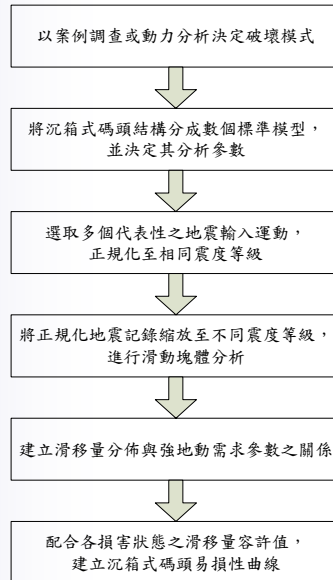 以案例調查或動力分析決定破壞模式
將沉箱式碼頭結構分成數個標準模型，
並決定其分析參數
選取多個代表性之地震輸入運動，
正規化至相同震度等級
將正規化地震記錄縮放至不同震度等級，
進行滑動塊體分析
建立滑移量分佈與強地動需求參數之關係
配合各損害狀態之滑移量容許值，
建立沉箱式碼頭易損性曲線